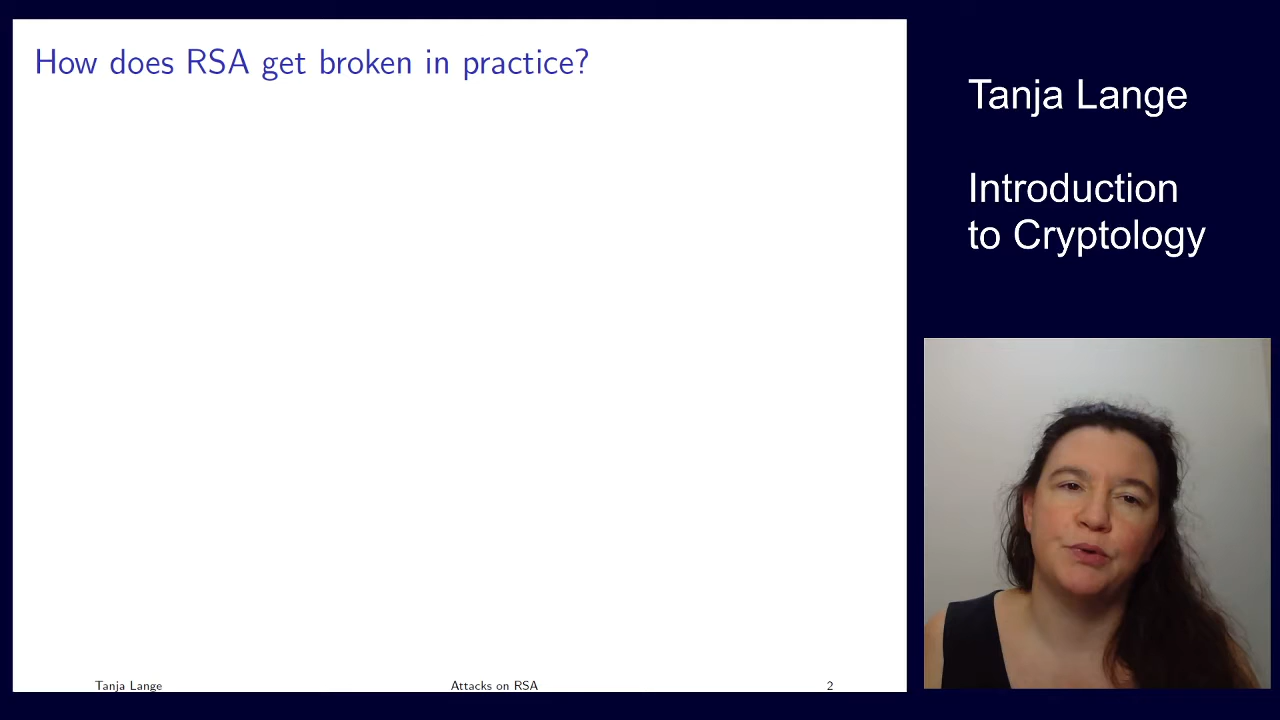 How does RSA get broken in practice?
Tanja Lange
Introduction
to Cryptology
Tanja Lange
Attacks on RSA
2